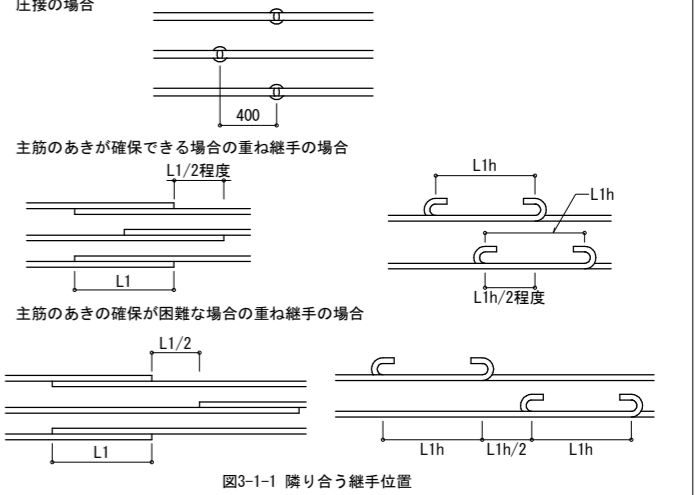 圧接の場合
400
主筋のあきが確保できる場合の重ね継手の場合
L1/2程度
L1
L1h
L1h
L1h/2程度
主筋のあきの確保が困難な場合の重ね継手の場合
L1/2
L1
L1h
L1h/2
L1h
図3-1-1 隣り合う継手位置